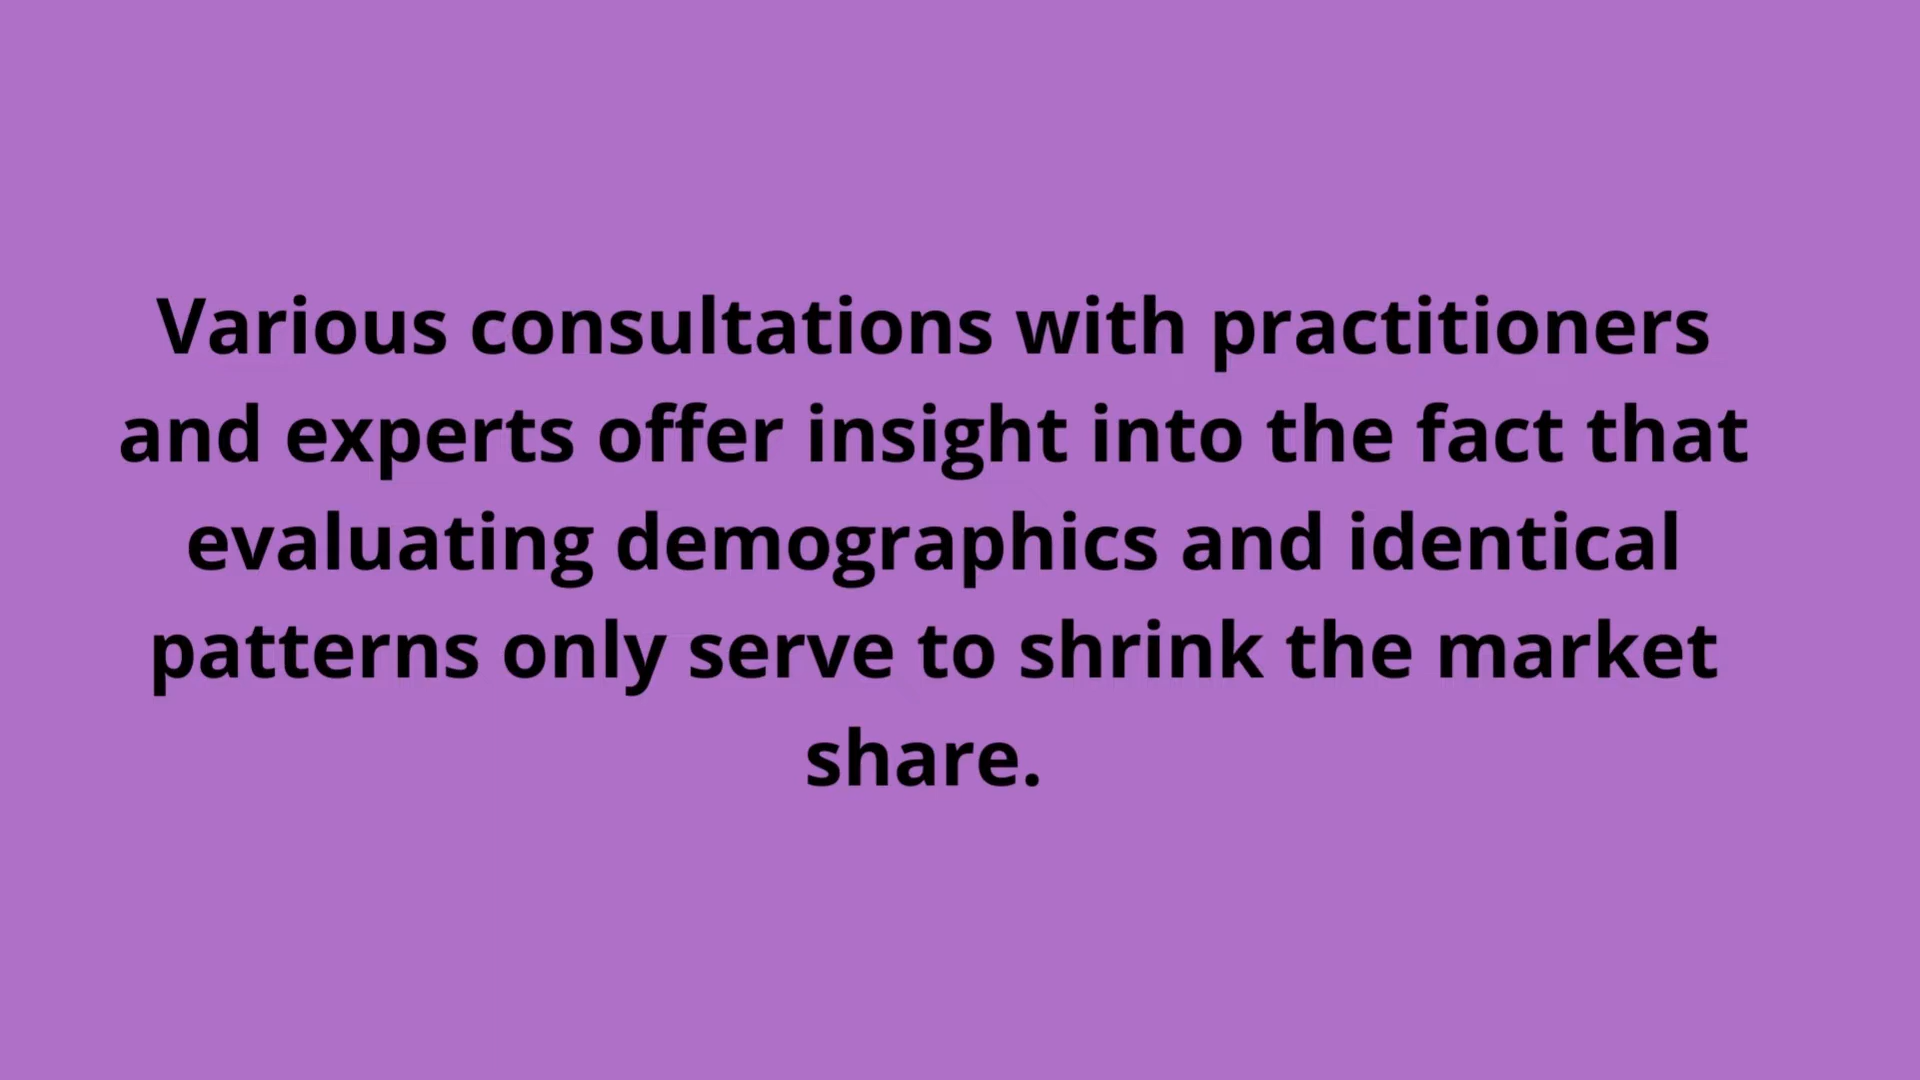 Various consultations with practitioners
and experts offer insight into the fact that
evaluating demographics and identical
patterns only serve to shrink the market
share.